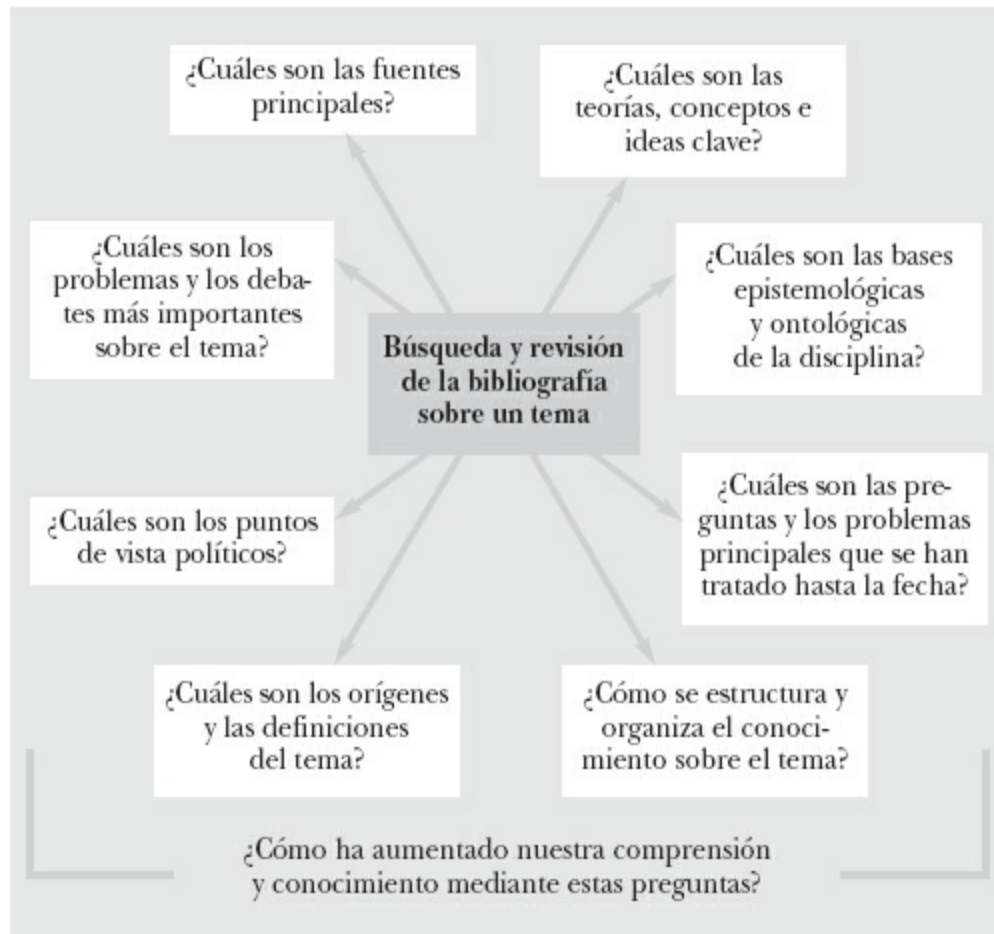 ¿Cuáles son las fuentes
principales?
¿Cuáles son las
teorías, conceptos e
ideas clave?
¿Cuáles son los
problemas y los deba-
tes más importantes
sobre el tema?
¿Cuáles son las bases
epistemológicas
y ontológicas
de la disciplina?
Búsqueda y revisión
de la bibliografía
sobre un tema
¿Cuáles son los puntos
de vista políticos?
¿Cuáles son las pre-
guntas y los problemas
principales que se han
tratado hasta la fecha?
¿Cuáles son los orígenes
y las definiciones
del tema?
¿Cómo se estructura y
organiza el conoci-
miento sobre el tema?
¿Cómo ha aumentado nuestra comprensión
y conocimiento mediante estas preguntas?